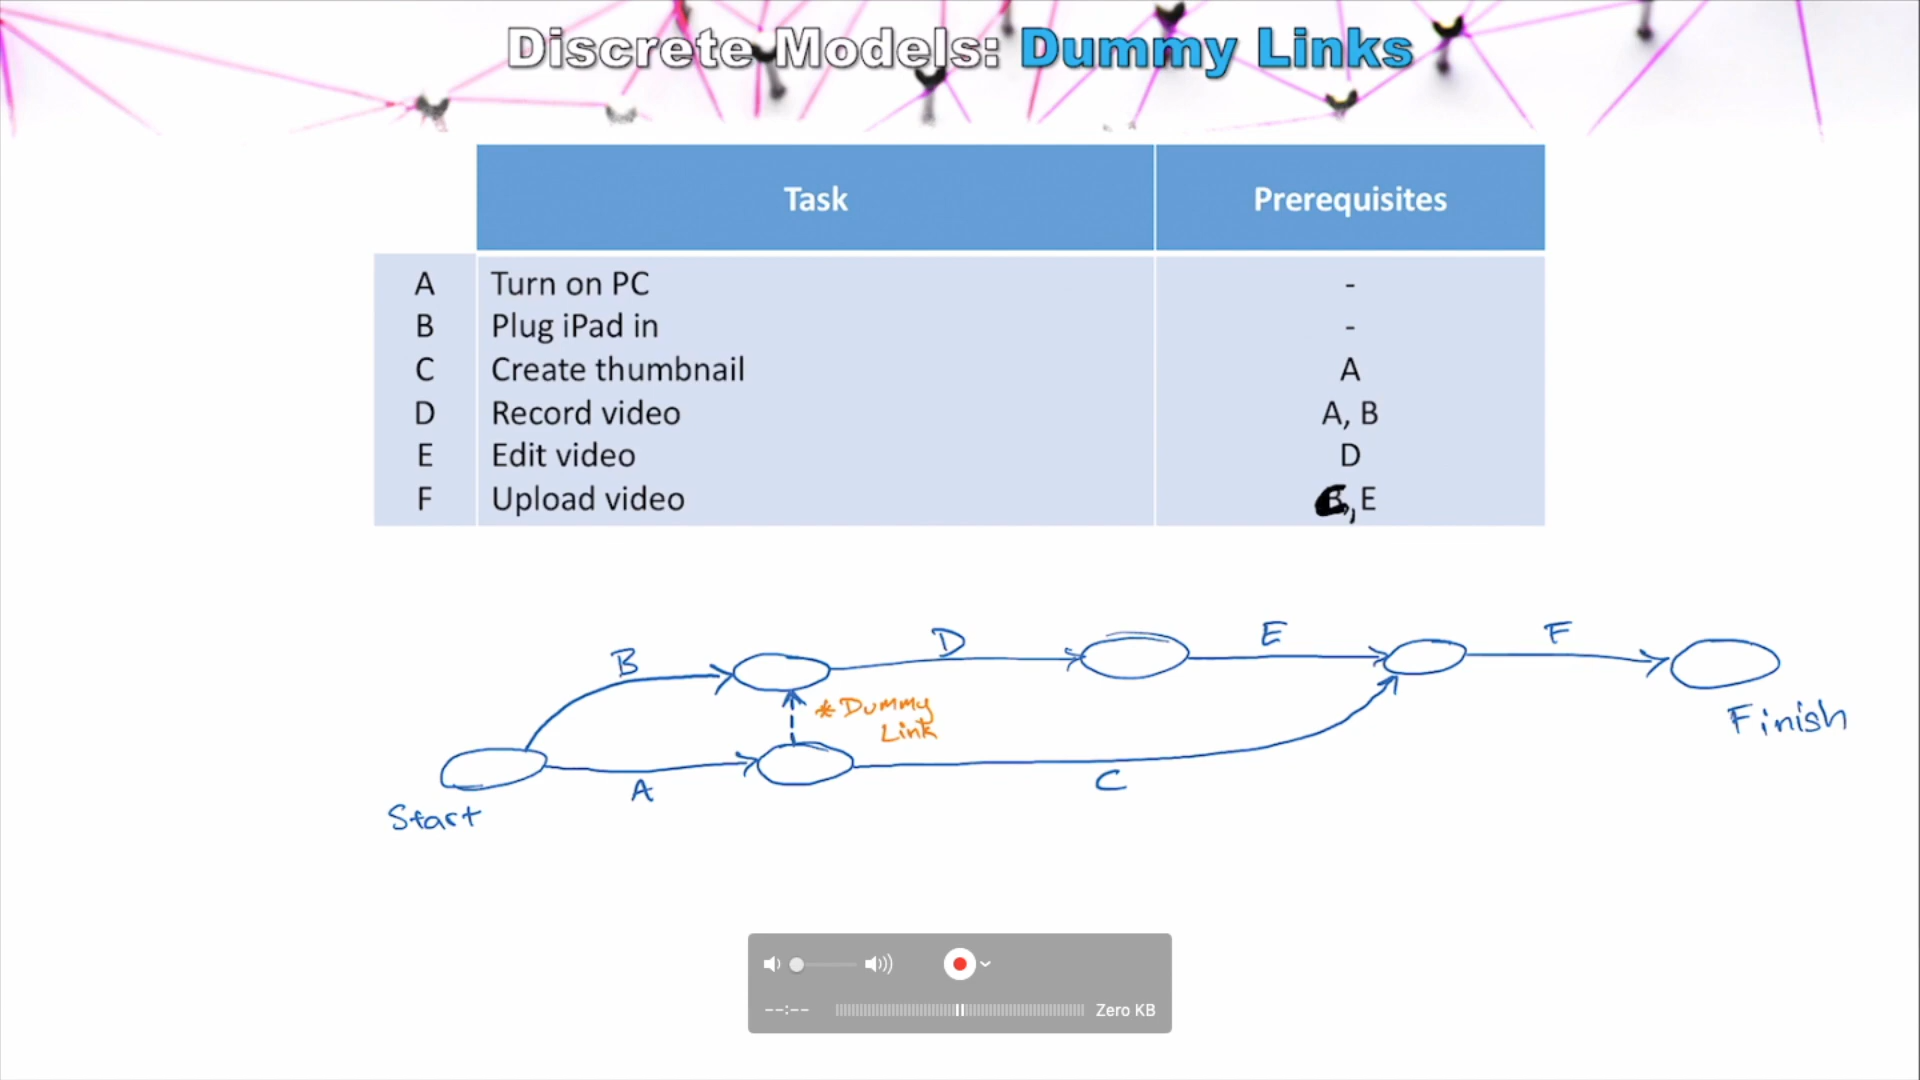 Discrete Models: Dummy Links
Task Prerequisites
A Turn on PC -
B Plug iPad in -
C Create thumbnail A
D Record video A, B
E Edit video D
F Upload video C, E
B
D
E
F
* Dummy
Link
Finish
A
C
Start
--:-- Zero KB